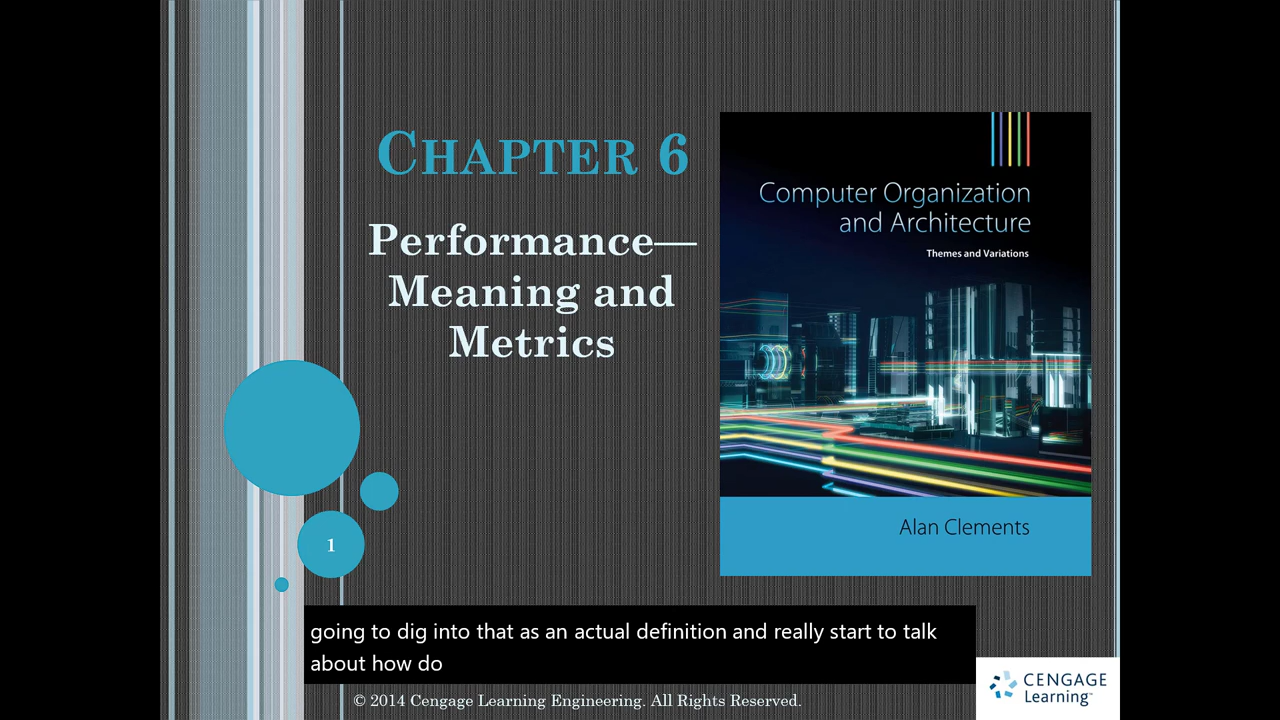 CHAPTER 6
Performance—
Meaning and
Metrics
Computer Organization
and Architecture
Themes and Variations
Alan Clements
1
going to dig into that as an actual definition and really start to talk
about how do
© 2014 Cengage Learning Engineering. All Rights Reserved.
CENGAGE
Learning™